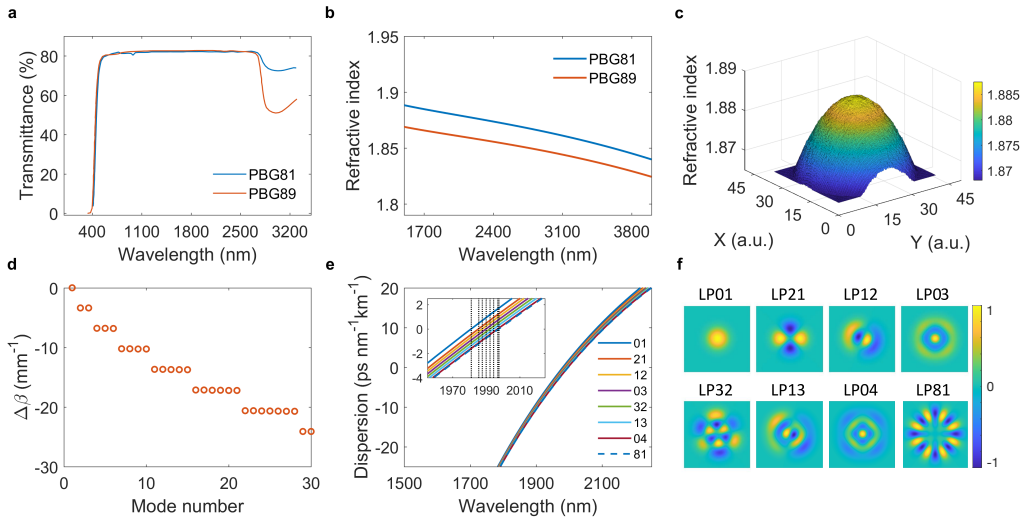 a
Transmittance (%)
80
60
40
20
0
400
1100
1800
2500
3200
Wavelength (nm)
PBG81
PBG89
b
Refractive index
1.95
1.9
1.85
1.8
1700
2400
3100
3800
Wavelength (nm)
PBG81
PBG89
c
Refractive index
1.89
1.88
1.87
45
30
15
0
X (a.u.)
0
15
30
45
Y (a.u.)
1.885
1.88
1.875
1.87
d
Δβ (mm-1)
0
-10
-20
-30
0
10
20
30
Mode number
e
Dispersion (ps nm-1km-1)
20
10
0
-10
-20
1500
1700
1900
2100
Wavelength (nm)
2
0
-2
-4
1970
1990
2010
01
21
12
03
32
13
04
81
f
LP01 LP21 LP12 LP03
LP32 LP13 LP04 LP81
1
0
-1